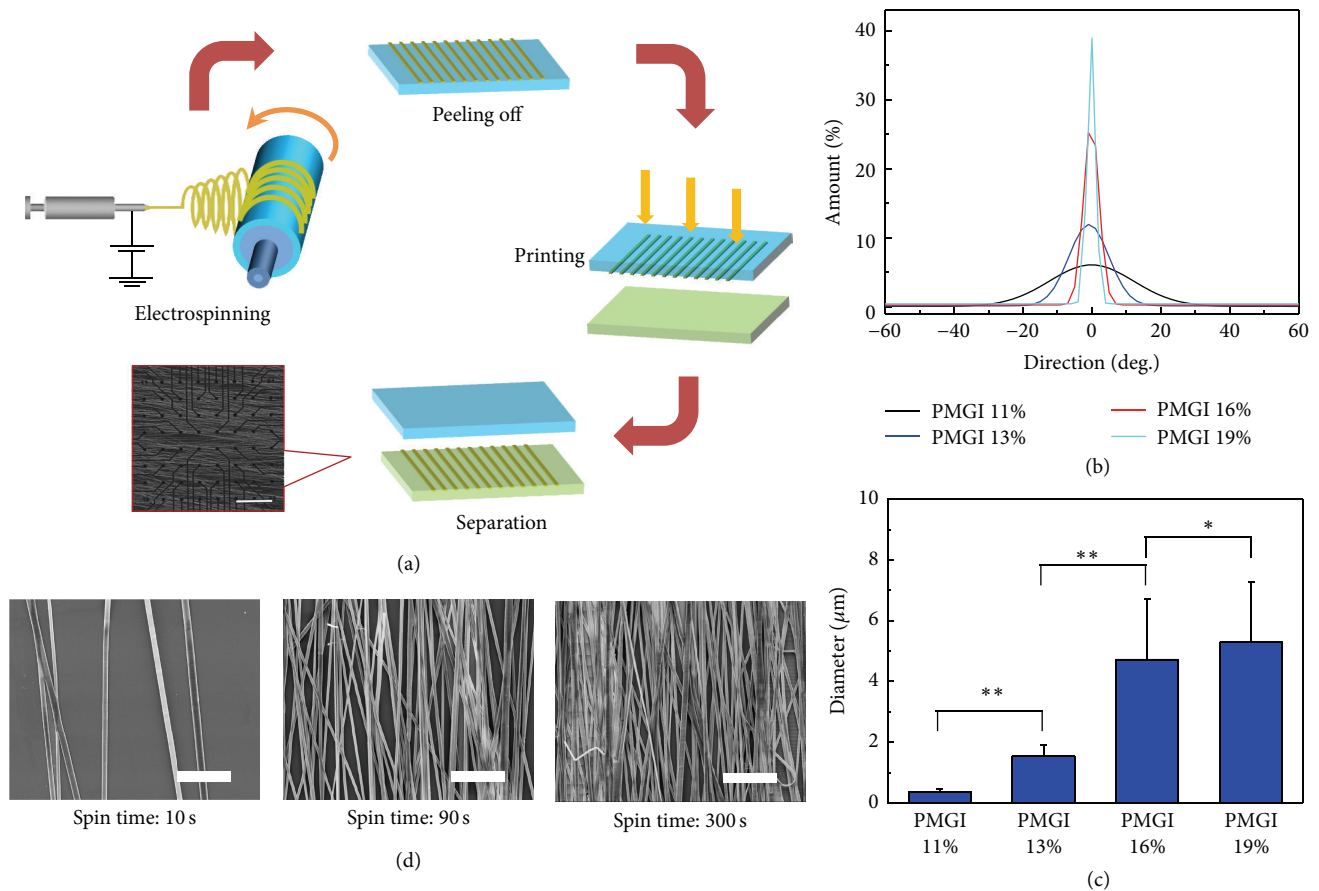 Peeling off
Printing
Electrospinning
Separation
(a)
40
30
20
10
0
Amount (%)
−60
−40
−20
0
20
40
60
Direction (deg.)
PMGI 11%
PMGI 16%
PMGI 13%
PMGI 19%
(b)
10
8
6
4
2
0
Diameter (μm)
**
**
*
PMGI
11%
PMGI
13%
PMGI
16%
PMGI
19%
(c)
Spin time: 10 s
Spin time: 90 s
Spin time: 300 s
(d)